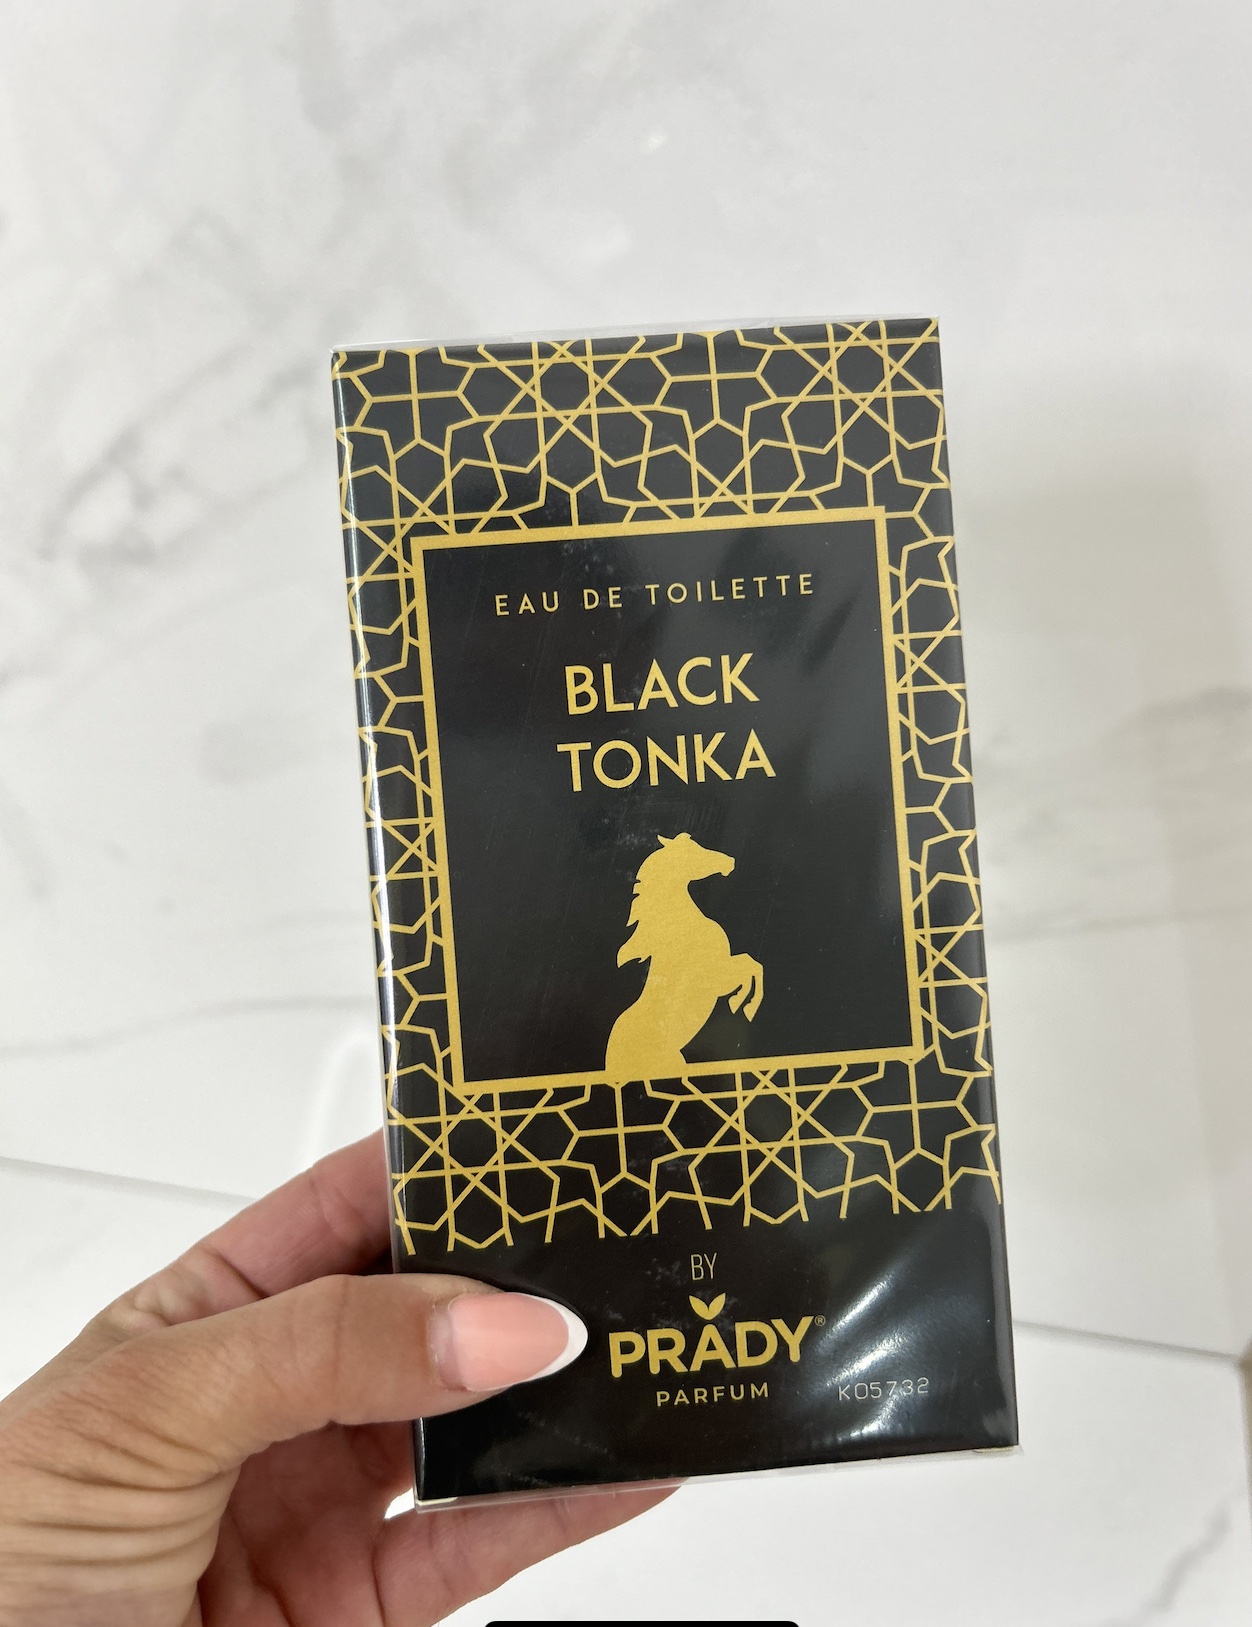 EAU DE TOILETTE
BLACK
TONKA
BY
PRADY®
PARFUM
K05732